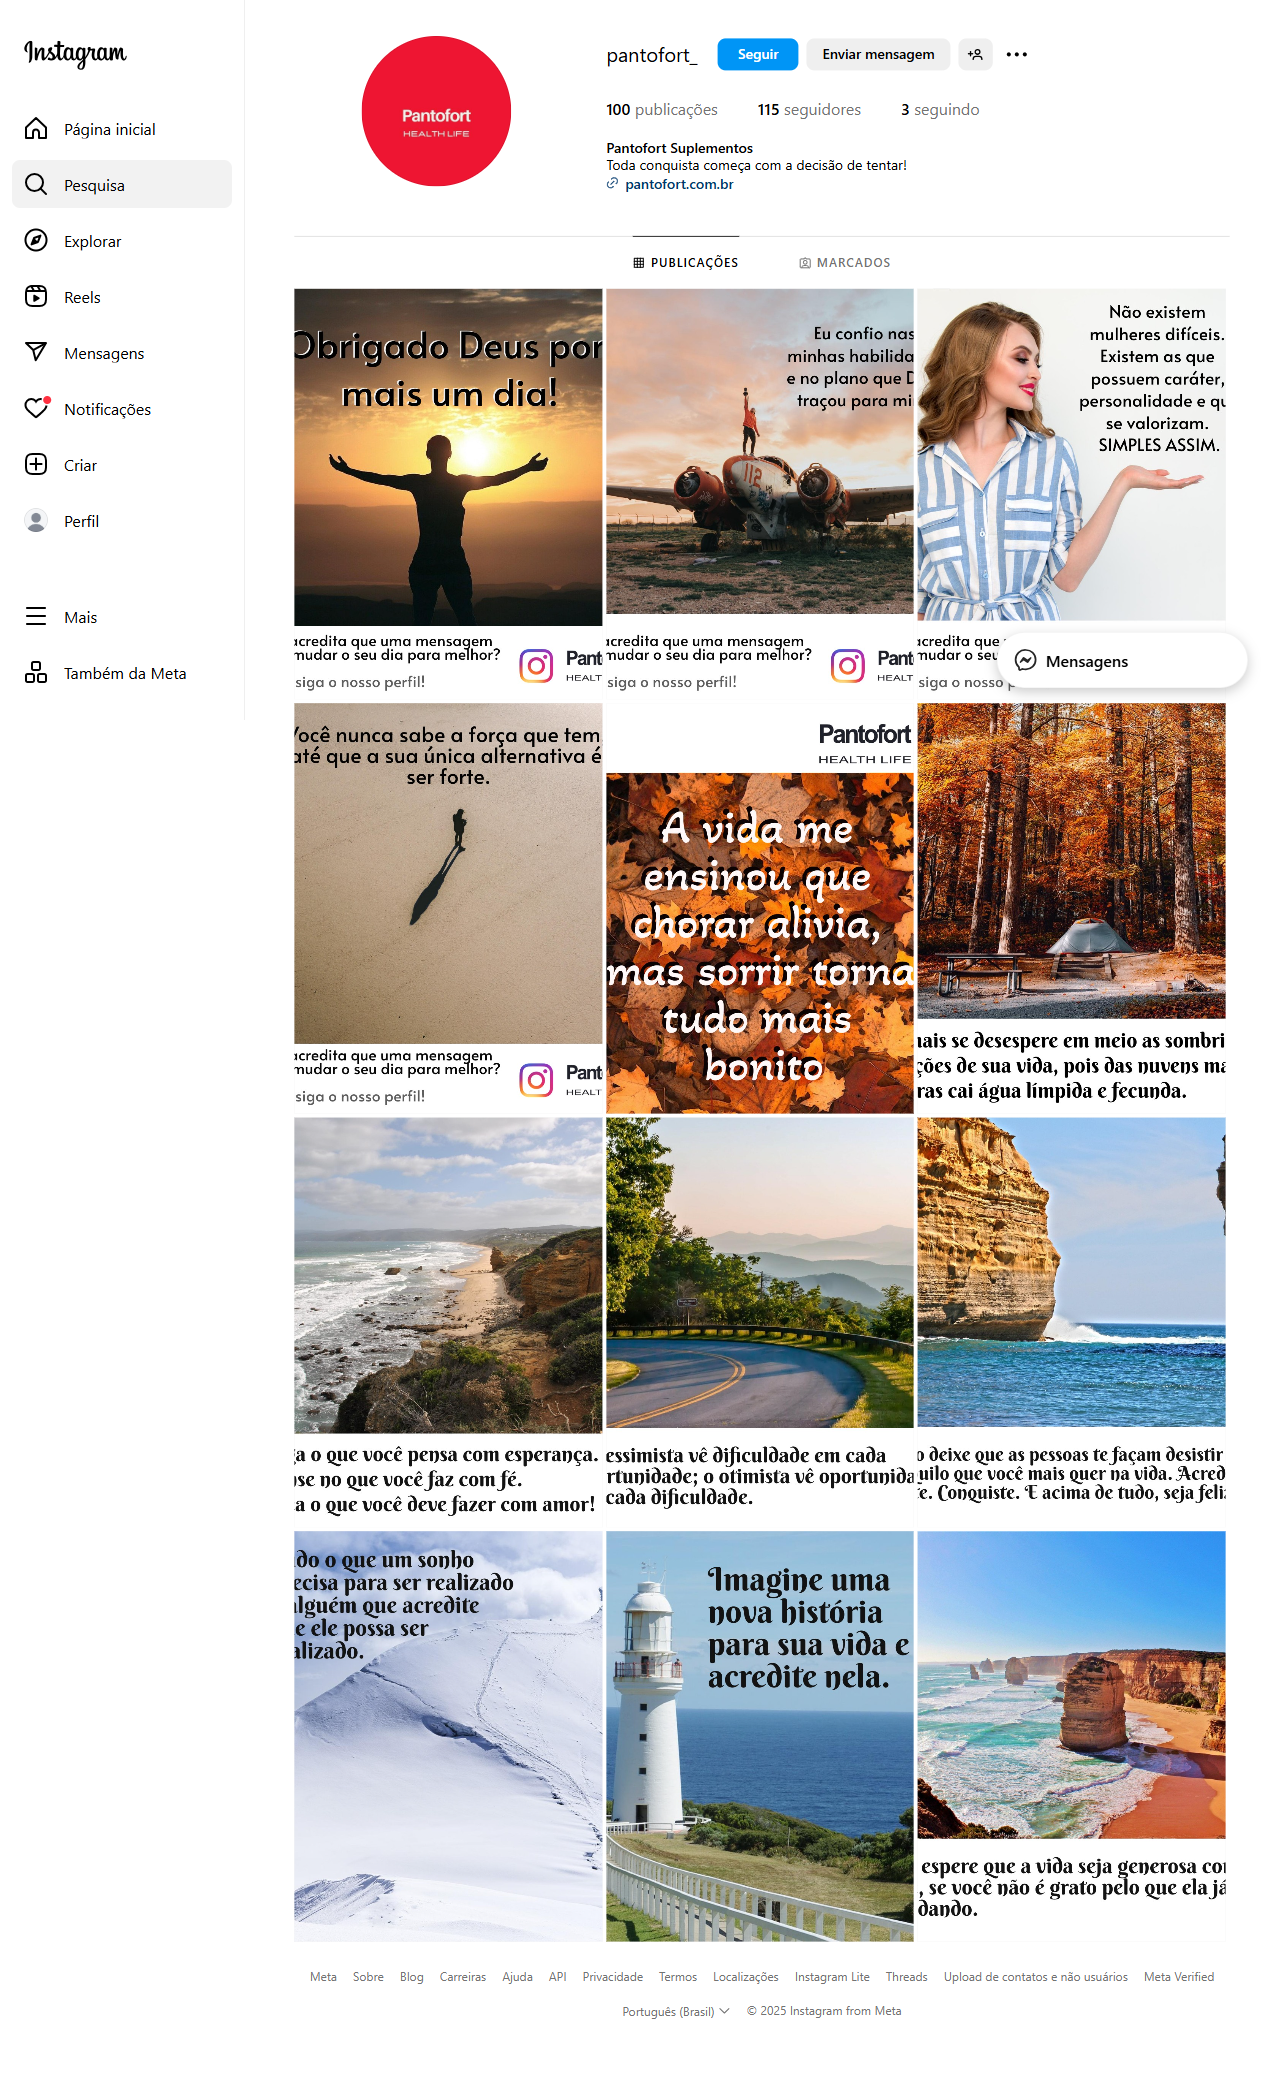 Instagram
Página inicial
Pesquisa
Explorar
Reels
Mensagens
Notificações
Criar
Perfil
Mais
Também da Meta
Pantofort
HEALTH LIFE
pantofort_
Seguir
Enviar mensagem
100 publicações
115 seguidores
3 seguindo
Pantofort Suplementos
Toda conquista começa com a decisão de tentar!
pantofort.com.br
PUBLICAÇÕES
MARCADOS
Obrigado Deus por
mais um dia!
acredita que uma mensagem
mudar o seu dia para melhor?
siga o nosso perfil!
Pant
HEALT
Eu confio nas
minhas habilida
e no plano que D
traçou para mi
acredita que uma mensagem
mudar o seu dia para melhor?
siga o nosso perfil!
Pant
HEALT
Não existem
mulheres difíceis.
Existem as que
possuem caráter,
personalidade e qu
se valorizam.
SIMPLES ASSIM.
acredita que
mudar o seu
siga o nosso
Mensagens
Você nunca sabe a força que tem
até que a sua única alternativa é
ser forte.
acredita que uma mensagem
mudar o seu dia para melhor?
siga o nosso perfil!
Pant
HEALT
Pantofort
HEALTH LIFE
A vida me
ensinou que
chorar alivia,
mas sorrir torna
tudo mais
bonito
nais se desespere em meio as sombri
ções de sua vida, pois das nuvens ma
ras cai água límpida e fecunda.
ga o que você pensa com esperança.
nse no que você faz com fé.
a o que você deve fazer com amor!
essimista vê dificuldade em cada
rtunidade; o otimista vê oportunida
cada dificuldade.
o deixe que as pessoas te façam desistir
quilo que você mais quer na vida. Acred
te. Conquiste. E acima de tudo, seja feliz
do o que um sonho
ecisa para ser realizado
alguém que acredite
e ele possa ser
alizado.
Imagine uma
nova história
para sua vida e
acredite nela.
espere que a vida seja generosa con
, se você não é grato pelo que ela já
dando.
Meta Sobre Blog Carreiras Ajuda API Privacidade Termos Localizações Instagram Lite Threads Upload de contatos e não usuários Meta Verified
Português (Brasil) © 2025 Instagram from Meta